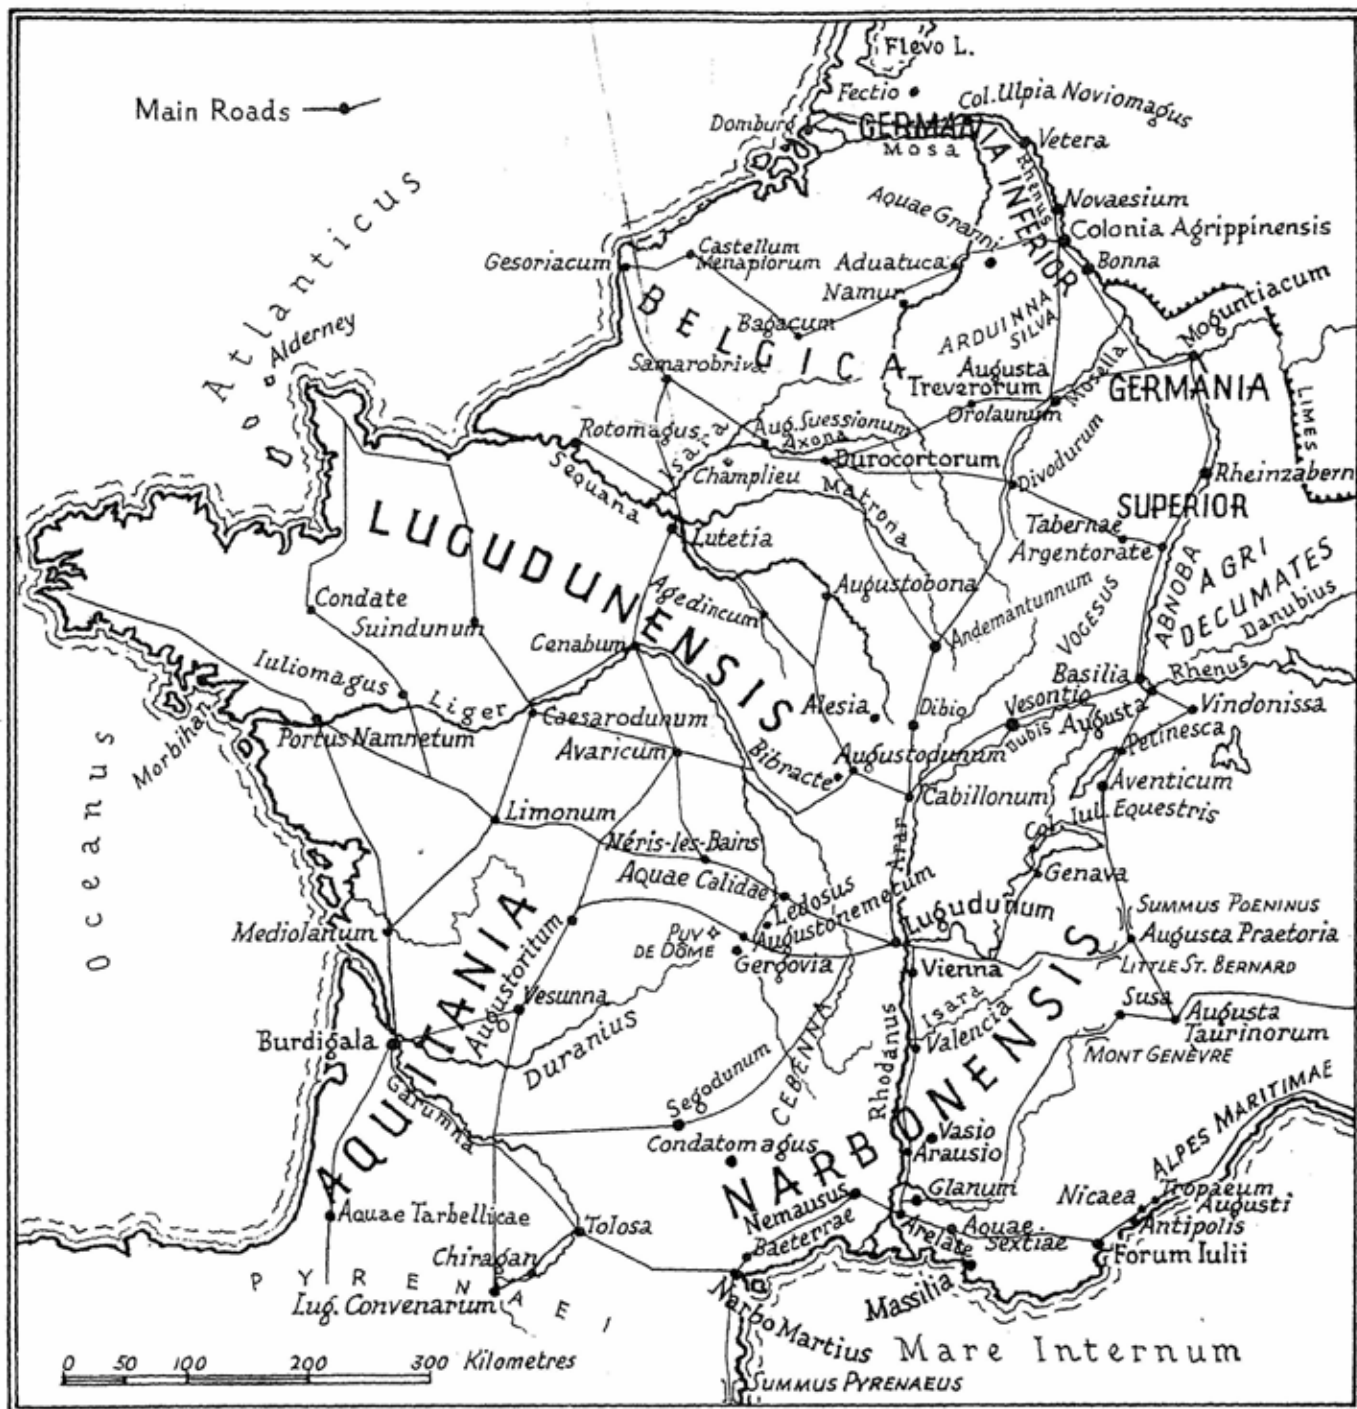 Flevo L.
Main Roads
Fectio
Col. Ulpia Noviomagus
Domburg
GERMANIA INFERIOR
Mosa
Vetera
Rhenus
Novaesium
Aquae Granni
Colonia Agrippinensis
Atlanticus
Gesoriacum
Castellum
Menapiorum
Aduatuca
Bonna
Namur
Moguntiacum
BELGICA
Bagacum
ARDUINNA
SILVA
Alderney
Samarobriva
Augusta
Treverorum
Mosella
GERMANIA
LIMES
Orolaunum
Rotomagus
Isara
Aug. Suessionum
Axona
Champlieu
Durocortorum
Divodurum
Rheinzabern
Sequana
Matrona
SUPERIOR
LUGUDUNENSIS
Lutetia
Tabernae
Argentorate
AGRI
DECUMATES
ABNOBA
Danubius
Condate
Suindunum
Agedincum
Augustobona
Andemantunnum
VOGESUS
Cenabum
Iuliomagus
Liger
Basilia
Rhenus
Morbihan
Portus Namnetum
Caesarodunum
Alesia
Dibio
Vesontio
Dubis
Augusta
Vindonissa
Avaricum
Bibracte
Augustodunum
Petinesca
Oceanus
Cabillonum
Aventicum
Limonum
Col. Iul. Equestris
Néris-les-Bains
Arar
Aquae Calidae
Genava
Ledosus
Augustonemetum
Lugudunum
SUMMUS POENINUS
Mediolanum
AQUITANIA
Augustoritum
PUY
DE DÔME
Gergovia
Augusta Praetoria
Vienna
LITTLE ST. BERNARD
Vesunna
Isara
Susa
Burdigala
Duranius
CEBENNA
Rhodanus
Valencia
Augusta
Taurinorum
MONT GENÈVRE
NARBONENSIS
Garumna
Segodunum
Condatomagus
Vasio
Arausio
ALPES MARITIMAE
Aquae Tarbellicae
Tolosa
Nemausus
Glanum
Nicaea
Tropaeum
Augusti
Baeterrae
Arelate
Aquae
Sextiae
Antipolis
Chiragan
Forum Iulii
PYRENAEI
Lug. Convenarum
Massilia
Narbo Martius
Mare Internum
0 50 100 200 300 Kilometres
SUMMUS PYRENAEUS